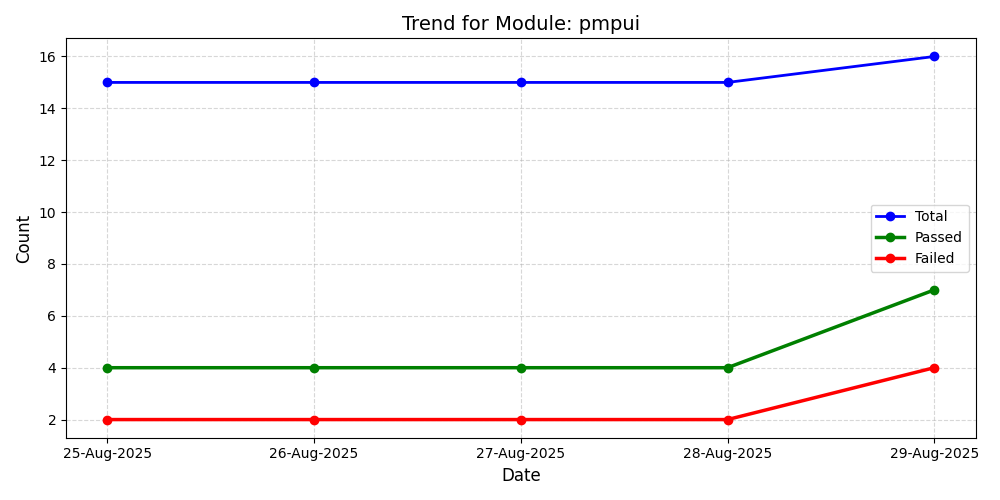 Trend for Module: pmpui
Count
16
14
12
10
8
6
4
2
Total
Passed
Failed
25-Aug-2025 26-Aug-2025 27-Aug-2025 28-Aug-2025 29-Aug-2025
Date